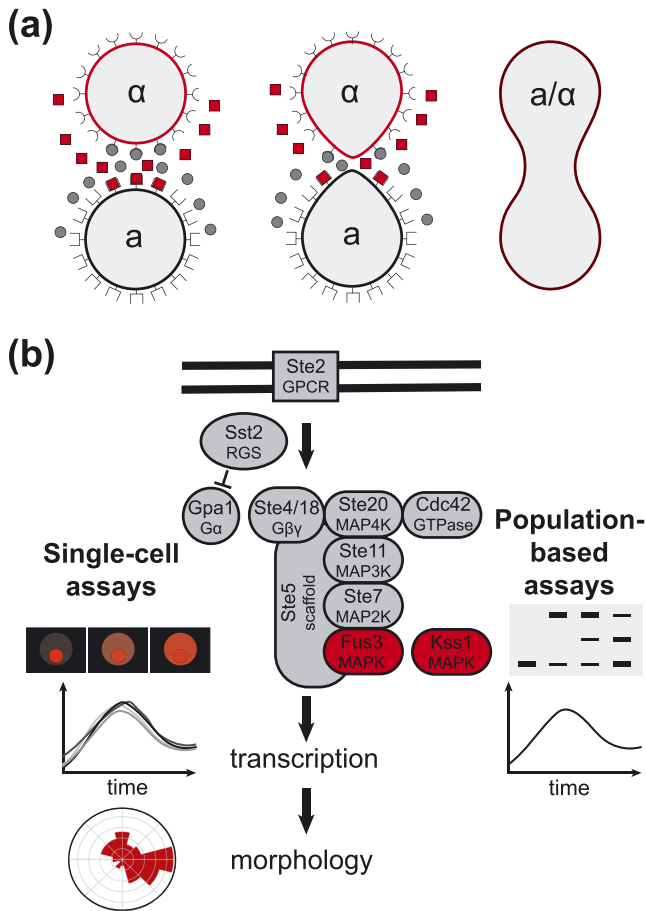 (a)
α
α
a/α
a
a
(b)
Ste2
GPCR
Sst2
RGS
Gpa1
Gα
Ste4/18
Gβγ
Ste20
MAP4K
Cdc42
GTPase
Ste11
MAP3K
Ste7
MAP2K
Ste5
scaffold
Fus3
MAPK
Kss1
MAPK
Single-cell
assays
time
Population-
based
assays
time
transcription
morphology